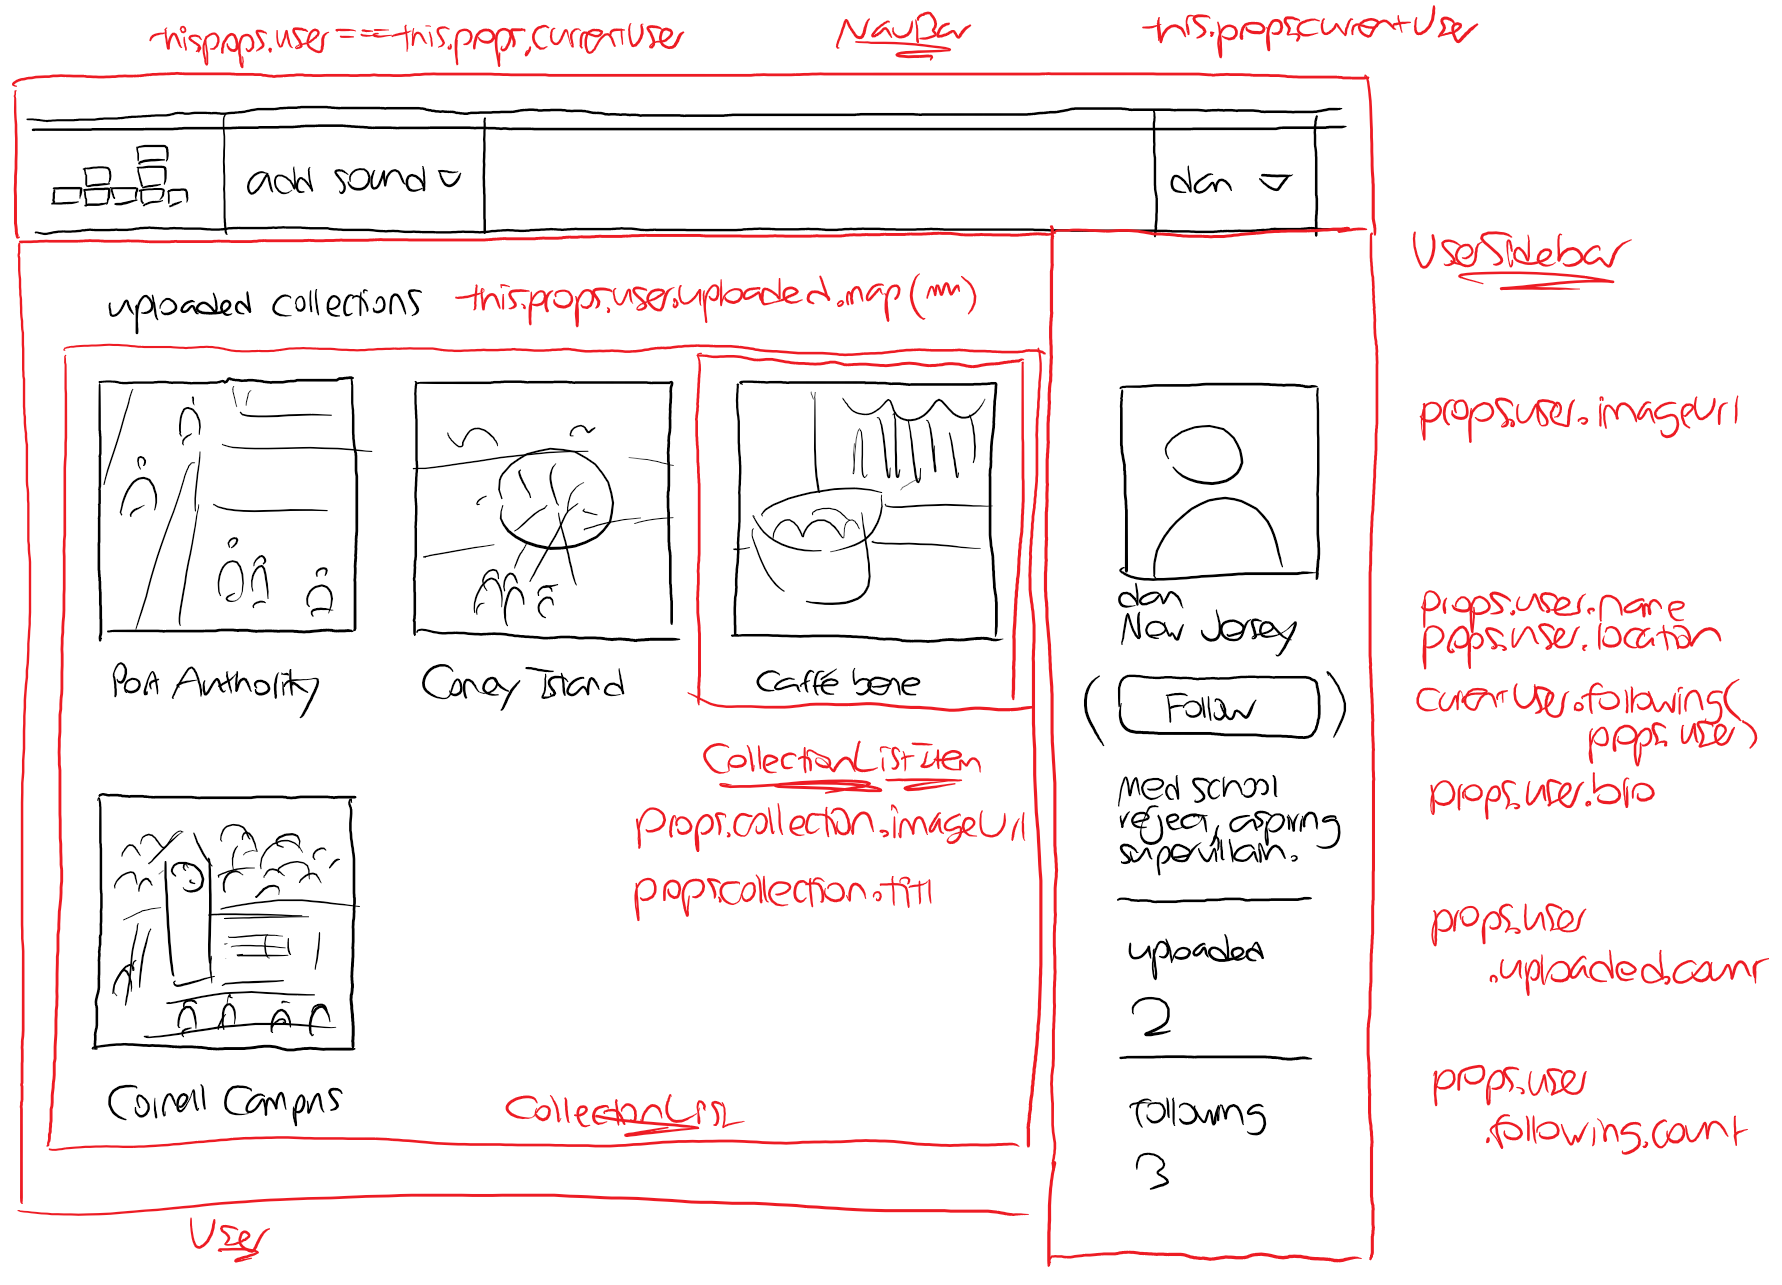 this.props.user === this.props.currentUser
NavBar
this.props.currentUser
add sound
dan
UserSidebar
uploaded collections
this.props.user.uploaded.map( )
props.user.imageUrl
Port Authority
Coney Island
Caffé bene
dan
New Jersey
props.user.name
props.user.location
(Follow)
currentUser.following(
props.user)
CollectionListItem
props.collection.imageUrl
props.collection.titl
Med school
reject, aspiring
supervillain.
props.user.bio
uploaded
2
props.user
.uploaded.count
following
3
props.user
.following.count
Cornell Campus
CollectionList
User